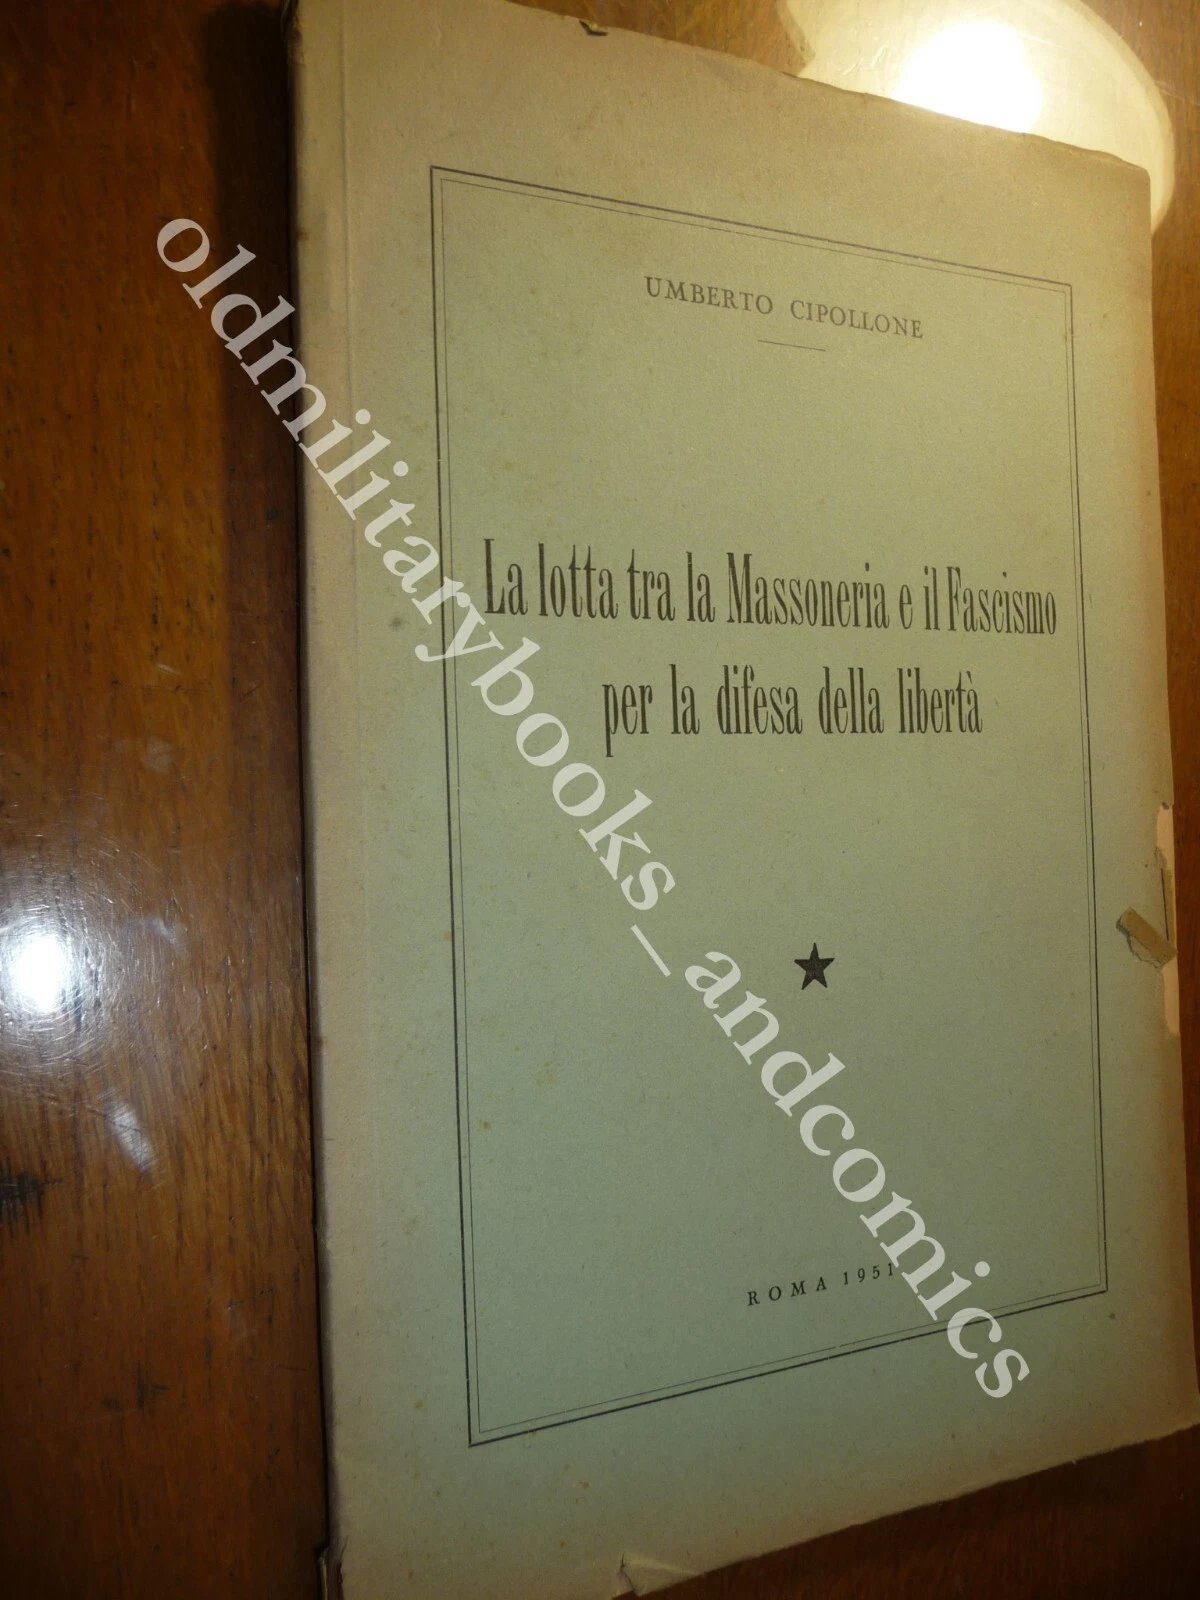 UMBERTO CIPOLLONE
La lotta tra la Massoneria e il Fascismo
per la difesa della libertà
ROMA 1951
oldmilitarybooks_andcomics